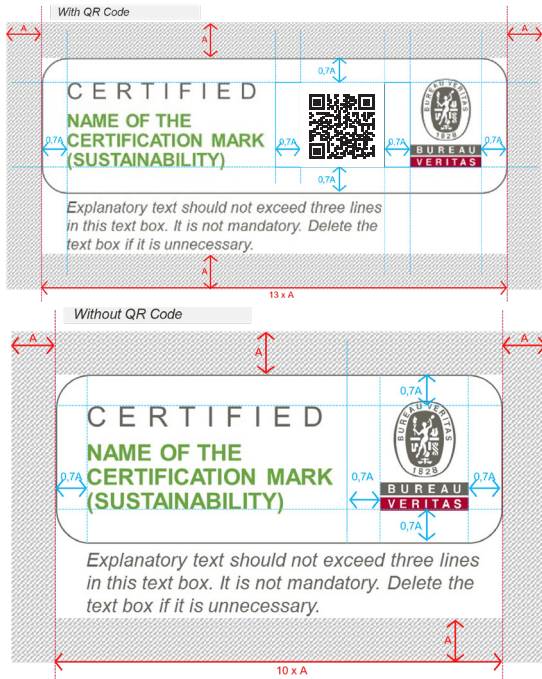 With QR Code
A
A
A
0,7A
CERTIFIED
NAME OF THE
CERTIFICATION MARK
(SUSTAINABILITY)
0,7A
0,7A
0,7A
0,7A
0,7A
BUREAU VERITAS
1828
BUREAU
VERITAS
Explanatory text should not exceed three lines
in this text box. It is not mandatory. Delete the
text box if it is unnecessary.
A
13 x A
Without QR Code
A
A
A
0,7A
CERTIFIED
NAME OF THE
CERTIFICATION MARK
(SUSTAINABILITY)
0,7A
0,7A
0,7A
0,7A
BUREAU VERITAS
1828
BUREAU
VERITAS
Explanatory text should not exceed three lines
in this text box. It is not mandatory. Delete the
text box if it is unnecessary.
A
10 x A